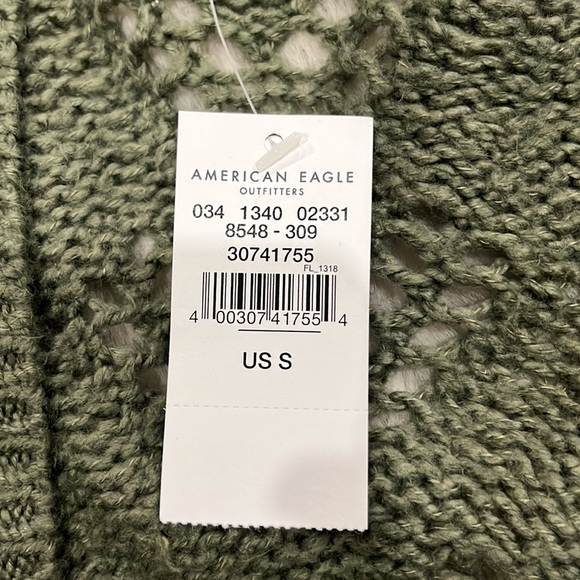 AMERICAN EAGLE
OUTFITTERS
034 1340 02331
8548 - 309
30741755
FL_1318
4 00307 41755 4
US S